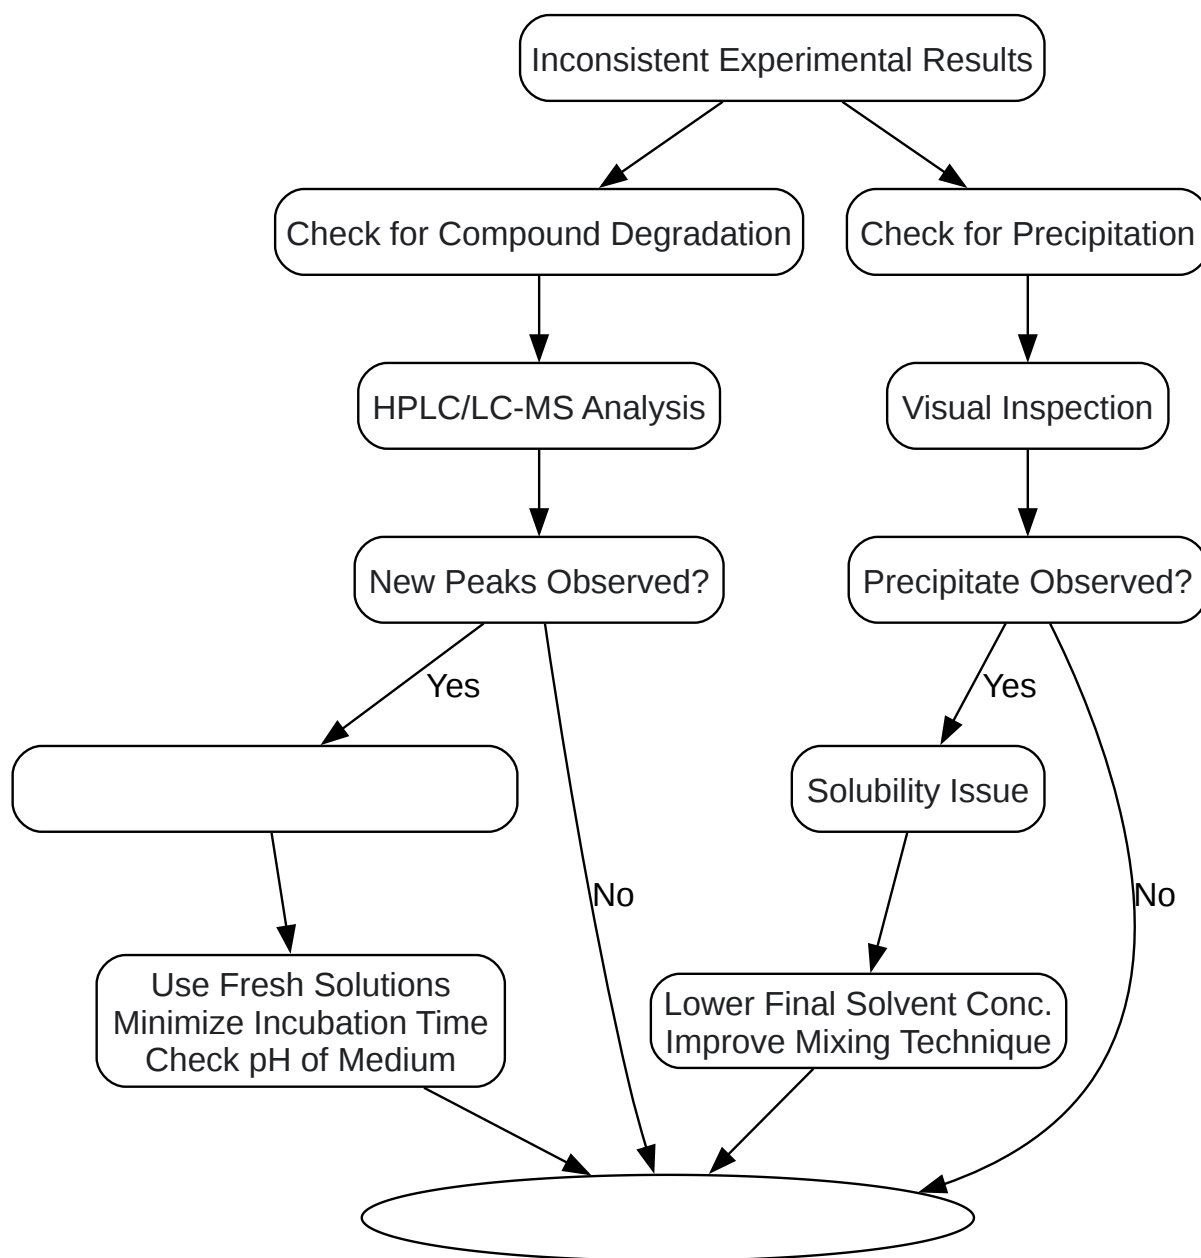 Inconsistent Experimental Results
Check for Compound Degradation
Check for Precipitation
HPLC/LC-MS Analysis
Visual Inspection
New Peaks Observed?
Precipitate Observed?
Yes
Yes
Solubility Issue
No
No
Use Fresh Solutions
Minimize Incubation Time
Check pH of Medium
Lower Final Solvent Conc.
Improve Mixing Technique